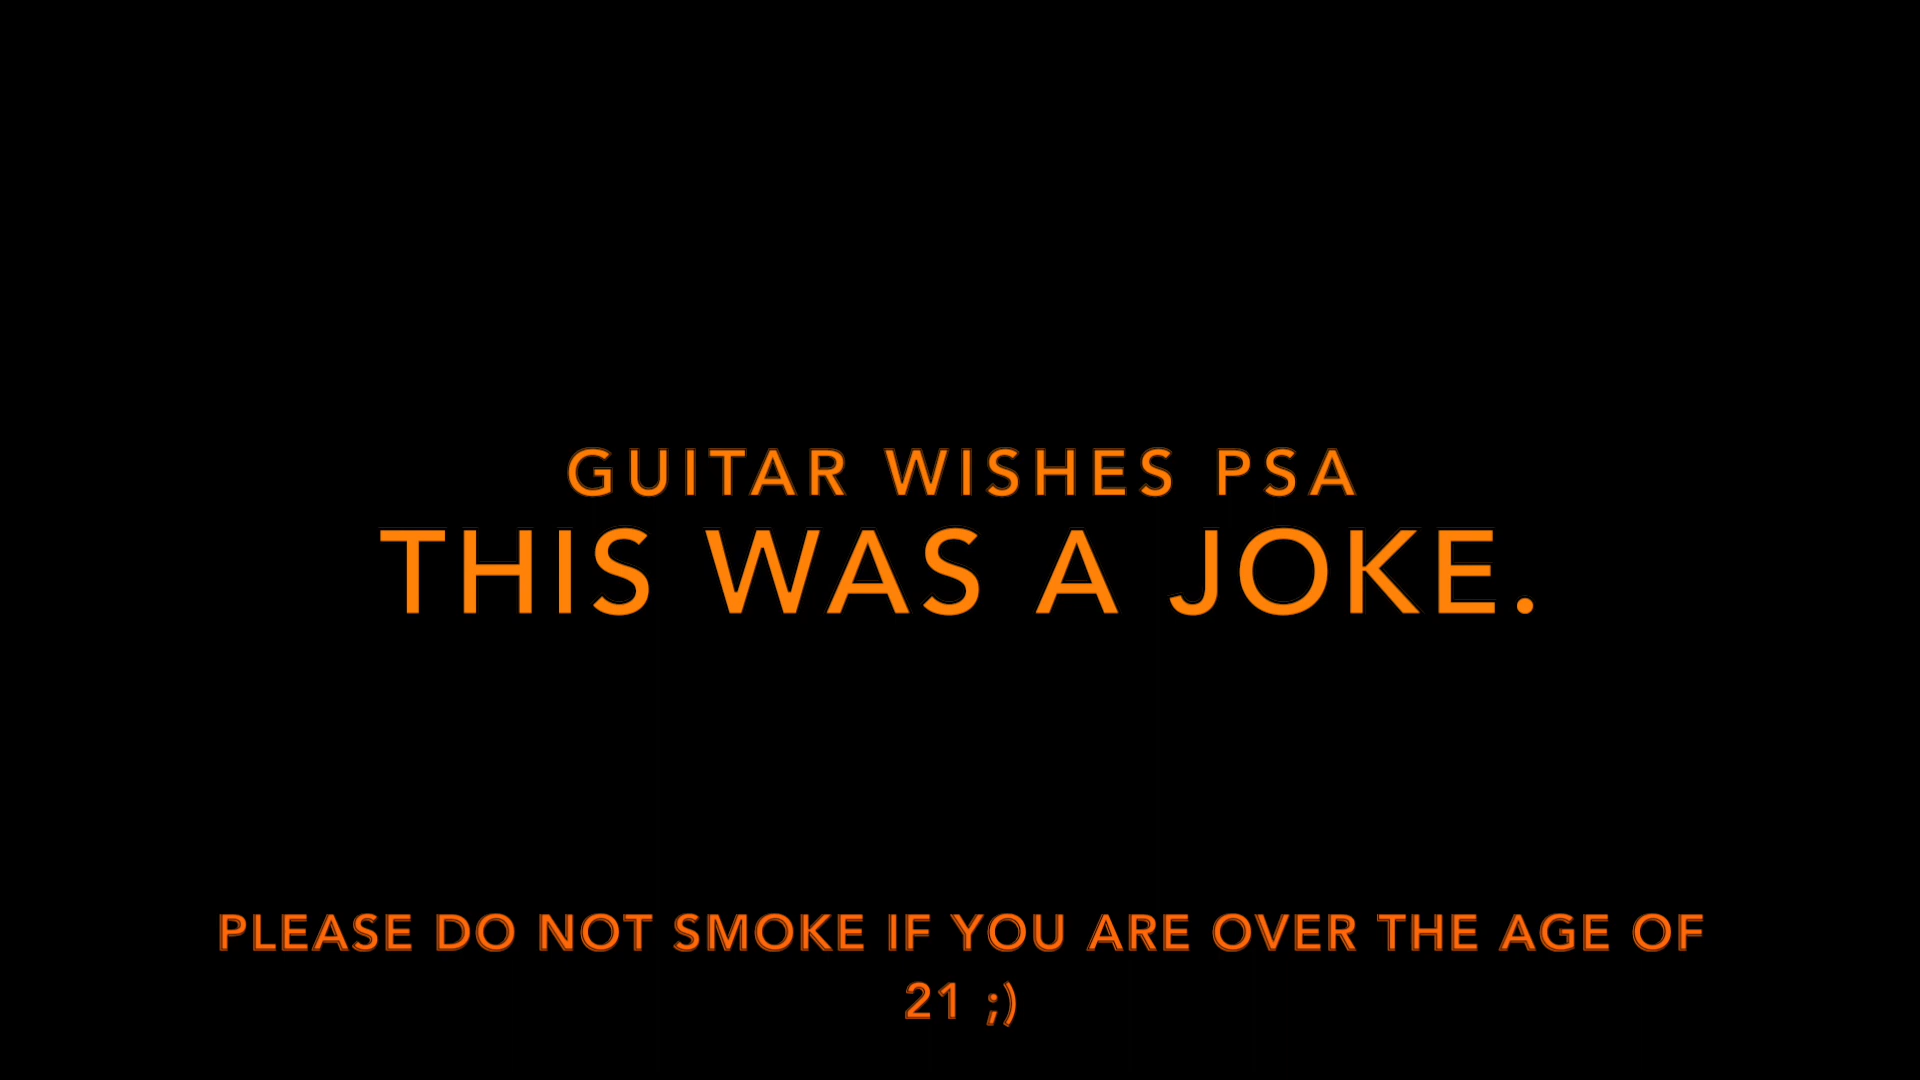 GUITAR WISHES PSA
THIS WAS A JOKE.
PLEASE DO NOT SMOKE IF YOU ARE OVER THE AGE OF
21 ;)